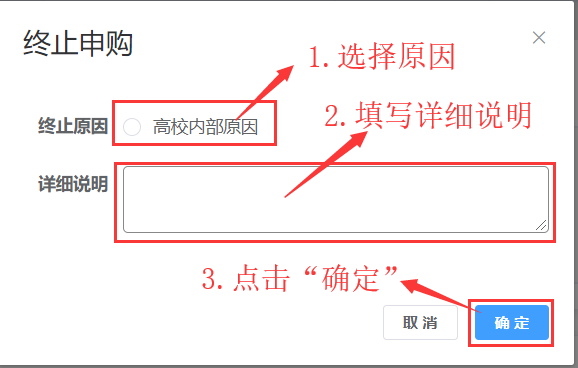 终止申购
1.选择原因
终止原因 高校内部原因
2.填写详细说明
详细说明
3.点击“确定”
取消 确定